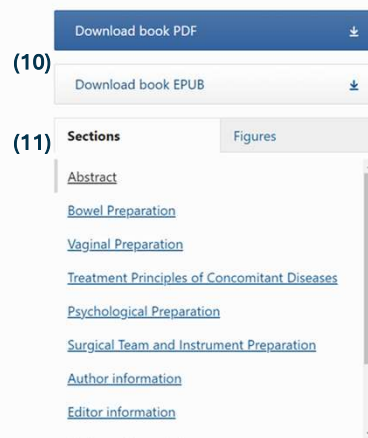 Download book PDF
(10)
Download book EPUB
(11) Sections Figures
Abstract
Bowel Preparation
Vaginal Preparation
Treatment Principles of Concomitant Diseases
Psychological Preparation
Surgical Team and Instrument Preparation
Author information
Editor information